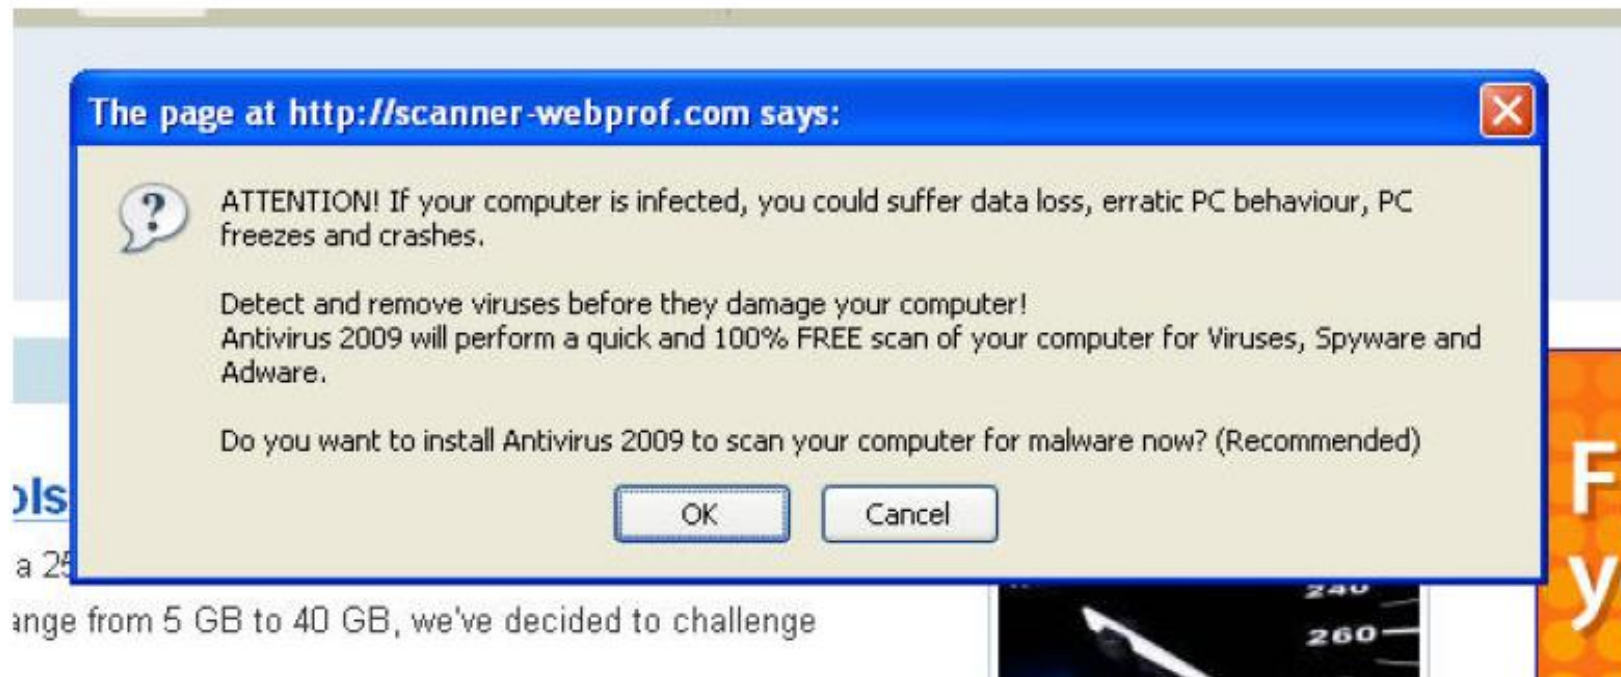 The page at http://scanner-webprof.com says:
ATTENTION! If your computer is infected, you could suffer data loss, erratic PC behaviour, PC
freezes and crashes.
Detect and remove viruses before they damage your computer!
Antivirus 2009 will perform a quick and 100% FREE scan of your computer for Viruses, Spyware and
Adware.
Do you want to install Antivirus 2009 to scan your computer for malware now? (Recommended)
OK Cancel
ols
a 25
ange from 5 GB to 40 GB, we've decided to challenge
240
260
F
y